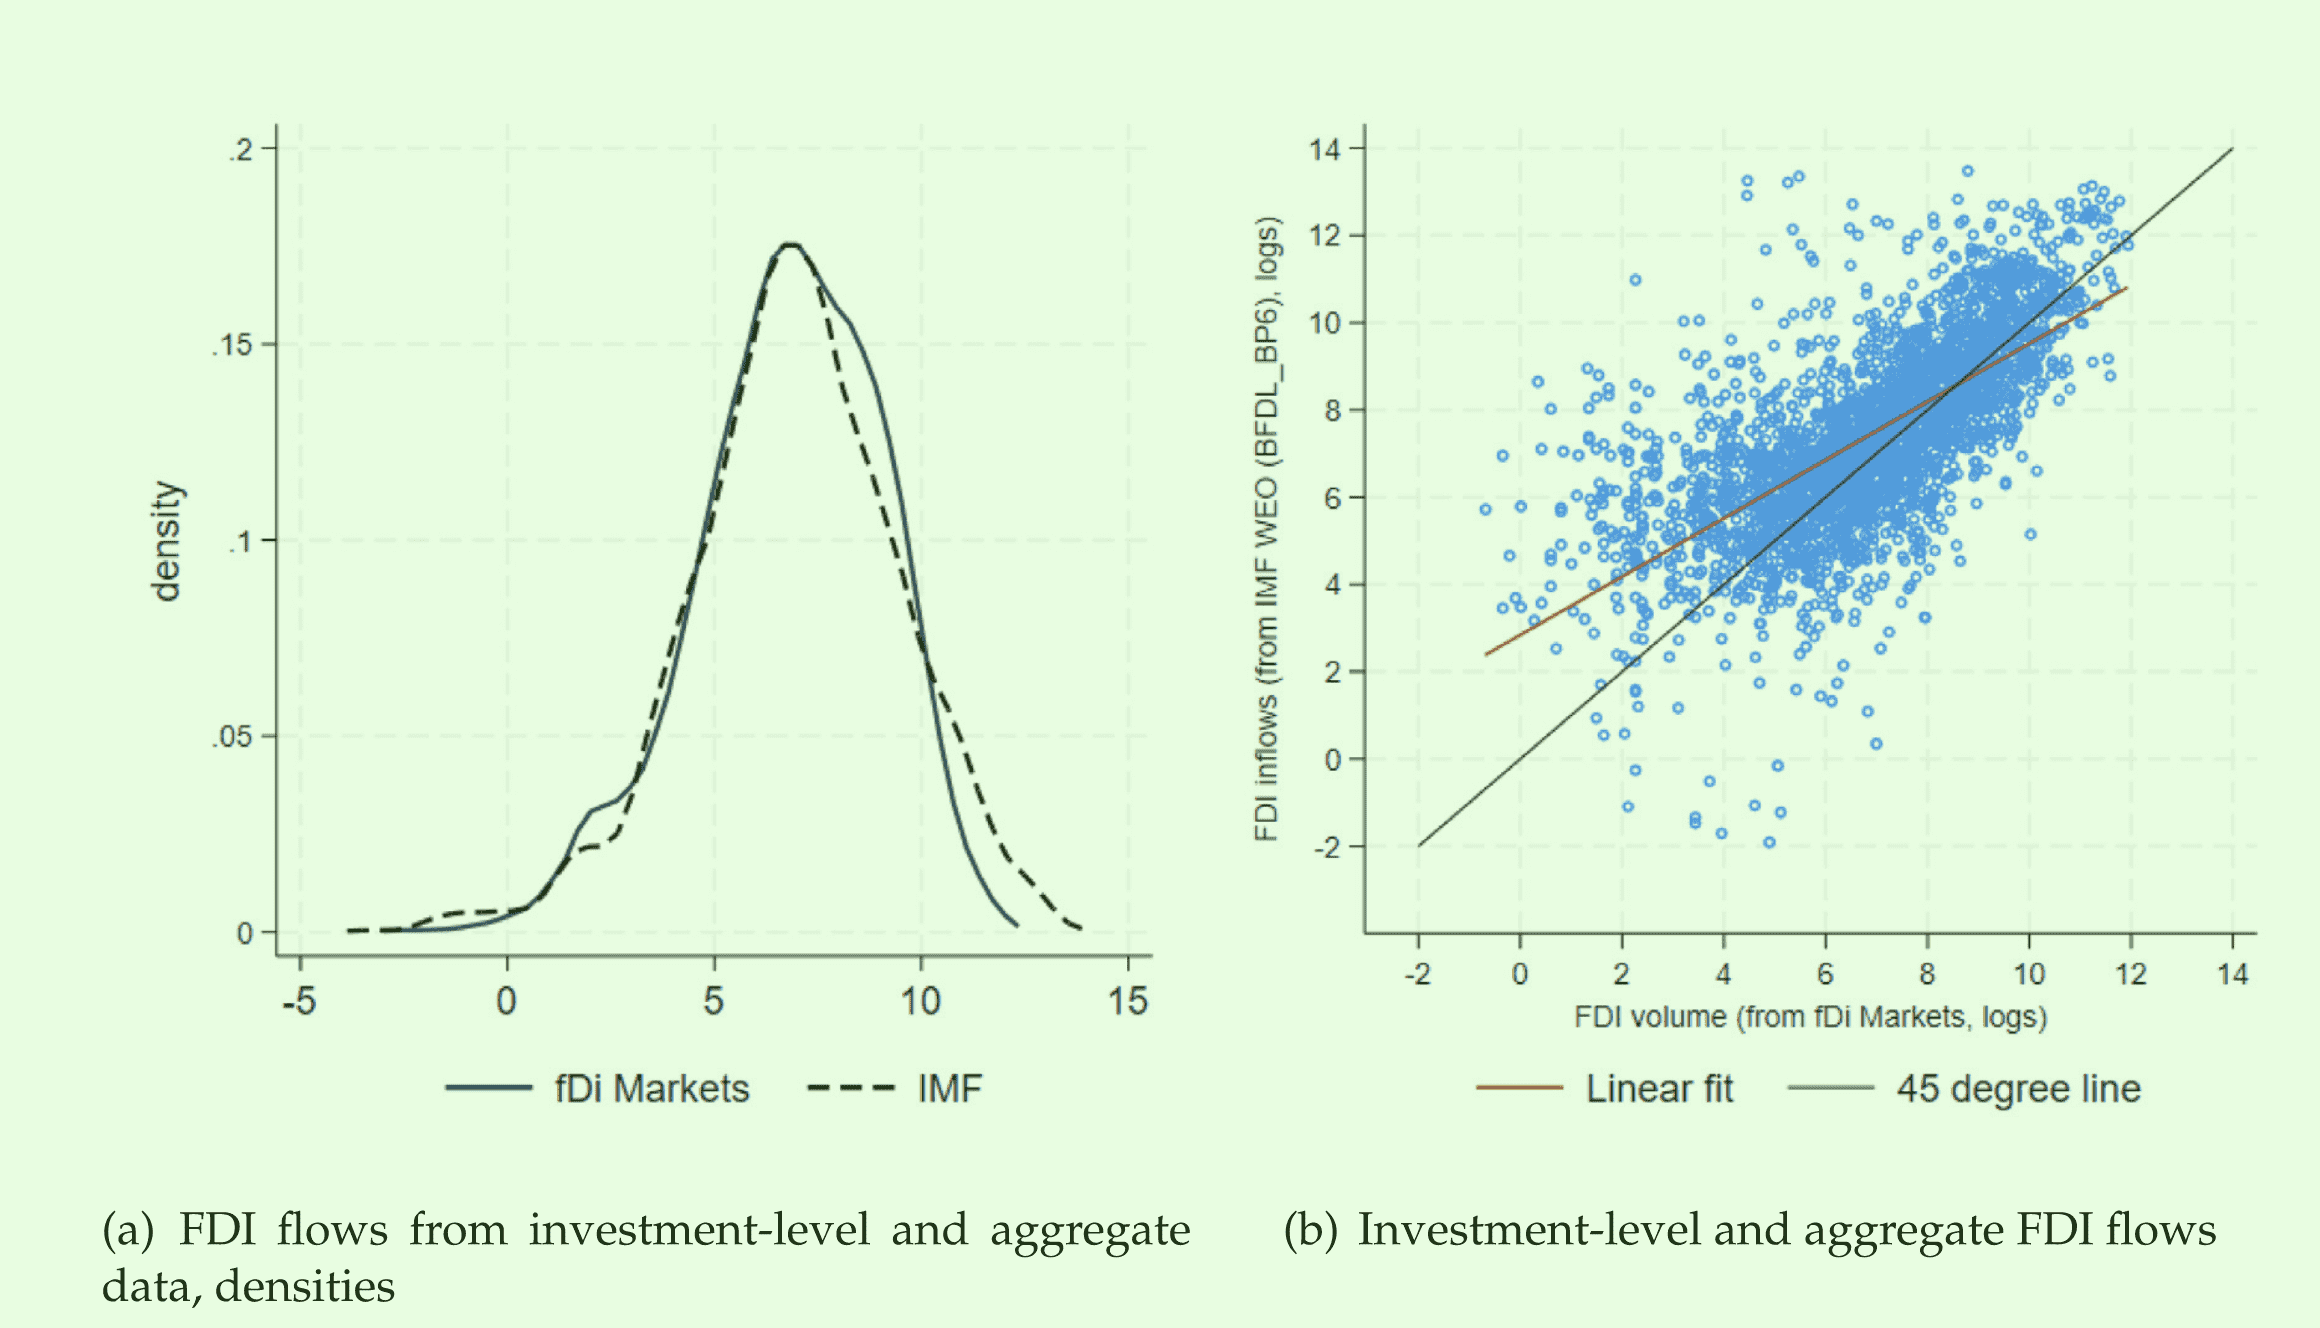 .2
.15
.1
.05
0
density
-5 0 5 10 15
fDi Markets IMF
14
12
10
8
6
4
2
0
-2
FDI inflows (from IMF WEO (BFDL_BP6), logs)
-2 0 2 4 6 8 10 12 14
FDI volume (from fDi Markets, logs)
Linear fit 45 degree line
(a) FDI flows from investment-level and aggregate
data, densities
(b) Investment-level and aggregate FDI flows